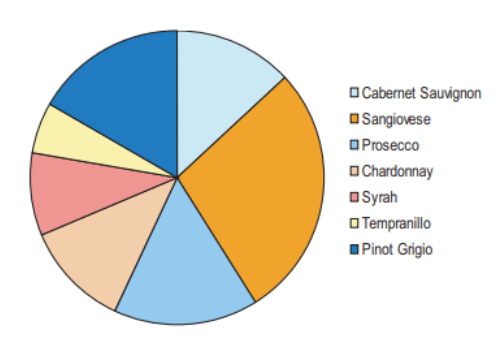 Cabernet Sauvignon
Sangiovese
Prosecco
Chardonnay
Syrah
Tempranillo
Pinot Grigio